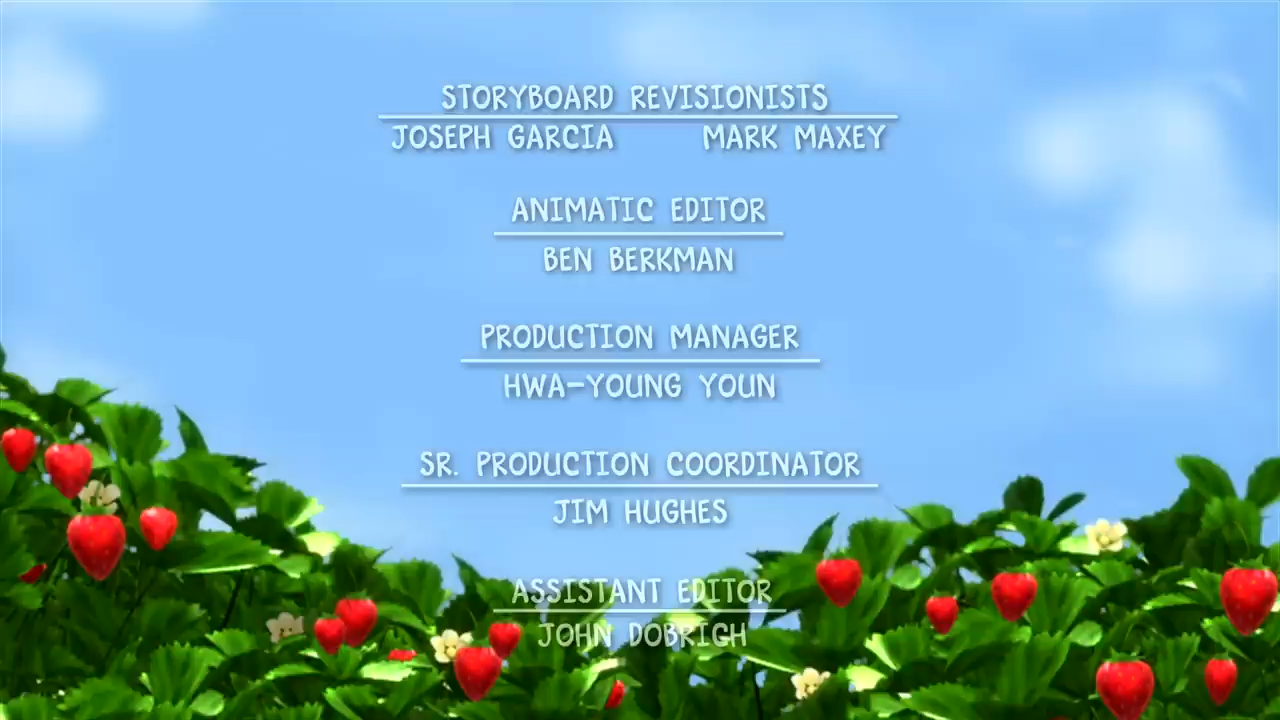 STORYBOARD REVISIONISTS
JOSEPH GARCIA MARK MAXEY
ANIMATIC EDITOR
BEN BERKMAN
PRODUCTION MANAGER
HWA-YOUNG YOUN
SR. PRODUCTION COORDINATOR
JIM HUGHES
ASSISTANT EDITOR
JOHN DOBRIGH